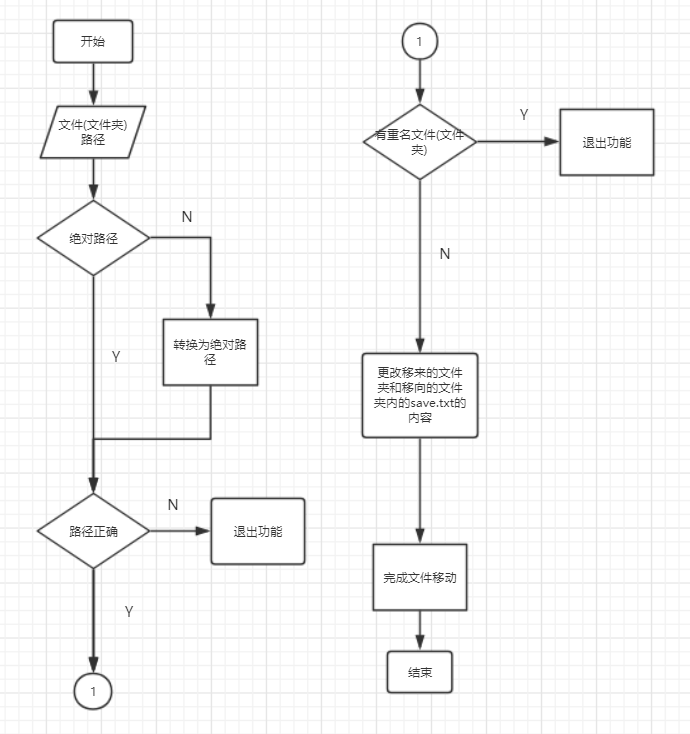 开始
文件(文件夹)
路径
绝对路径
N
Y
转换为绝对路
径
路径正确
N
退出功能
Y
1
1
有重名文件(文件
夹)
Y
退出功能
N
更改移来的文件
夹和移向的文件
夹内的save.txt的
内容
完成文件移动
结束